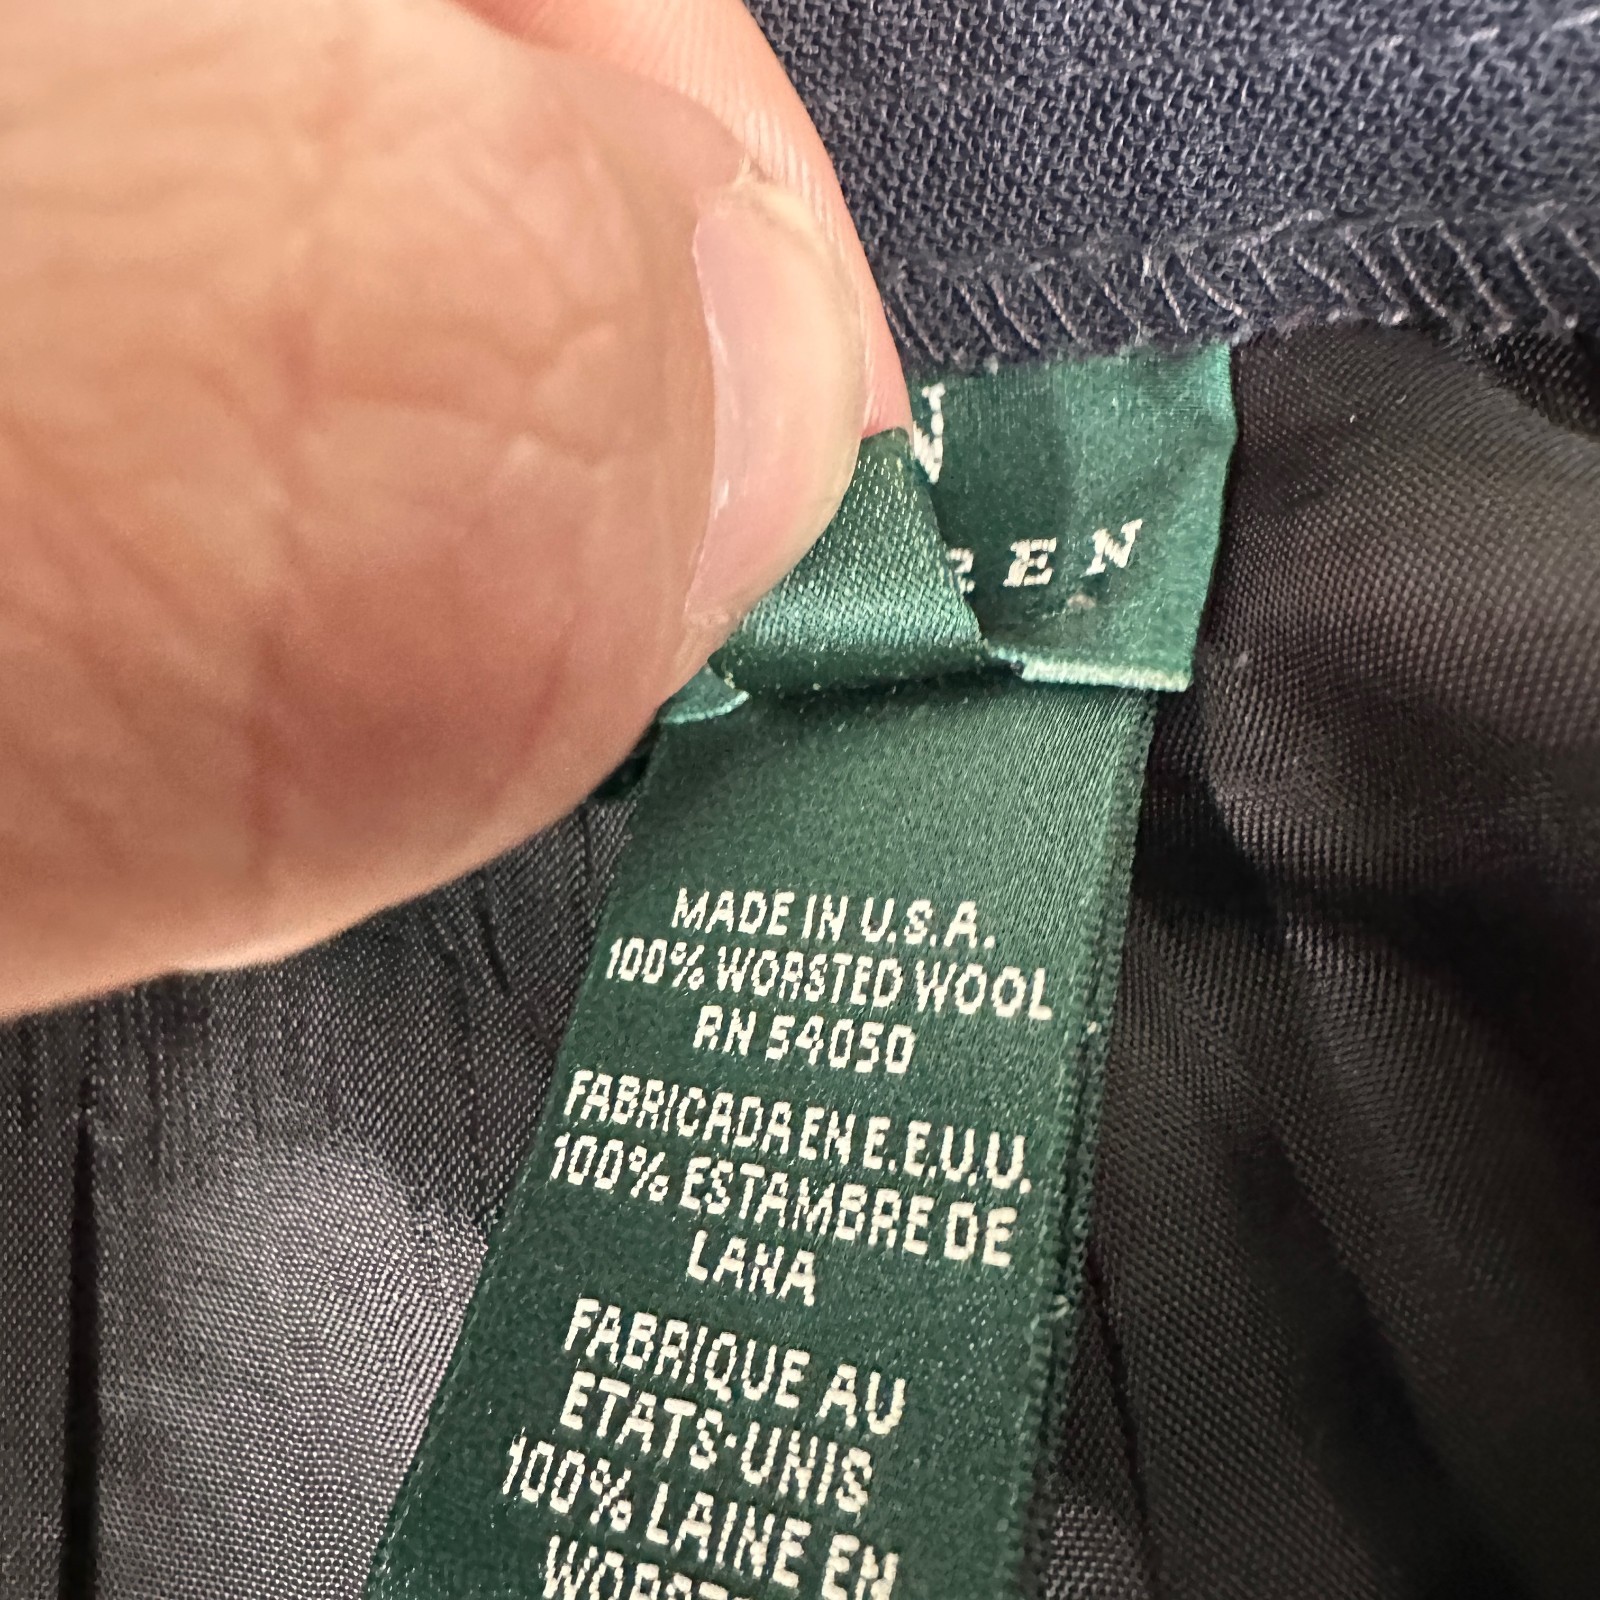 EEN
MADE IN U.S.A.
100% WORSTED WOOL
RN 54050
FABRICADA EN E.E.U.U.
100% ESTAMBRE DE
LANA
FABRIQUE AU
ETATS-UNIS
100% LAINE EN